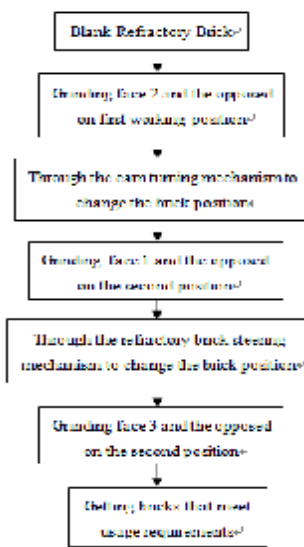 Blank Refractory Brick
Grinding face 2 and the opposed
on first working position
Through the cam turning mechanism to
change the brick position
Grinding face 1 and the opposed
on the second position
Through the refractory brick steering
mechanism to change the brick position
Grinding face 3 and the opposed
on the second position
Getting bricks that meet
usage requirements